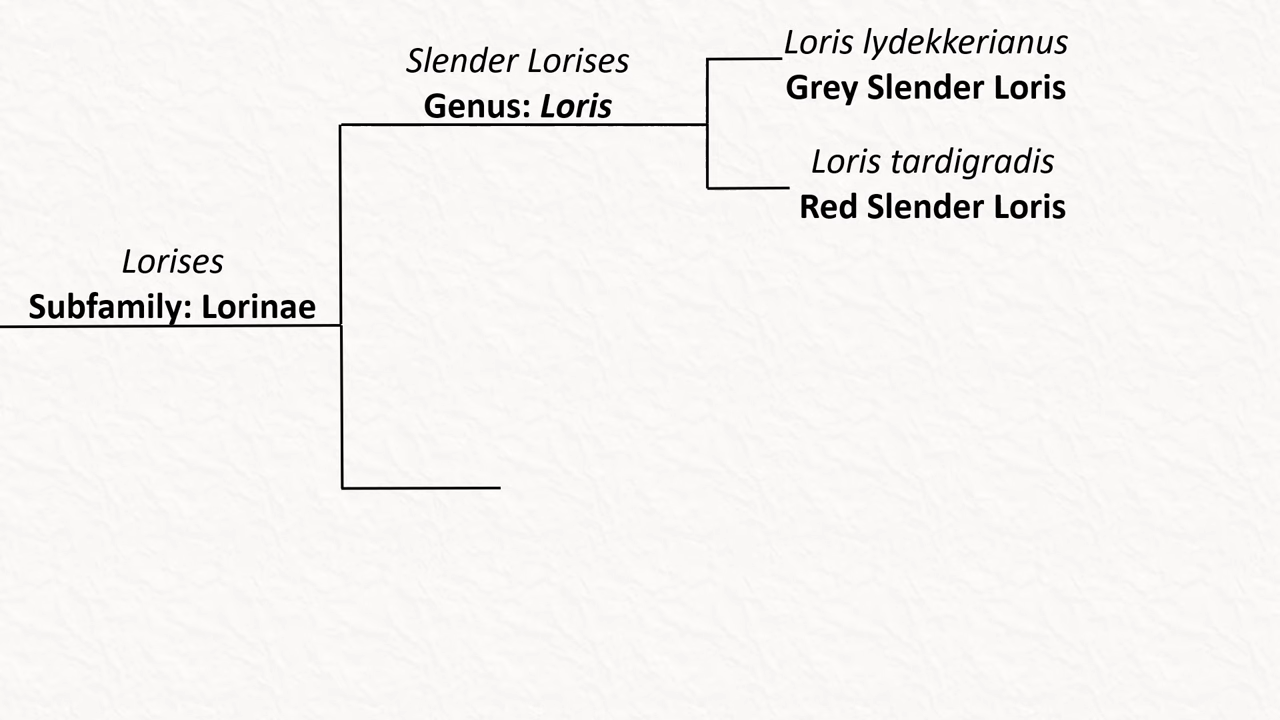 Slender Lorises
Genus: Loris
Loris lydekkerianus
Grey Slender Loris
Loris tardigradis
Red Slender Loris
Lorises
Subfamily: Lorinae